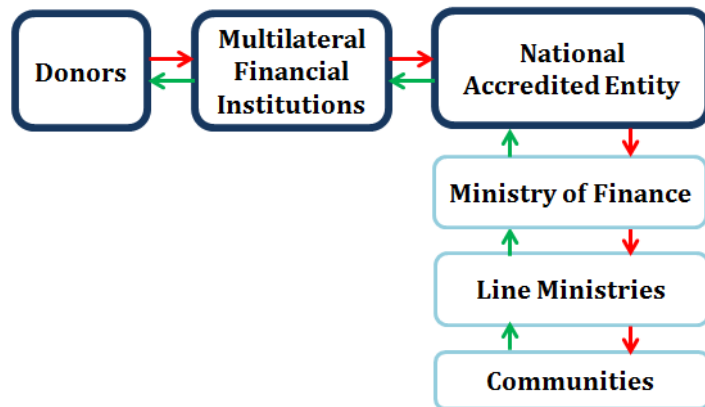 Donors
Multilateral
Financial
Institutions
National
Accredited Entity
Ministry of Finance
Line Ministries
Communities